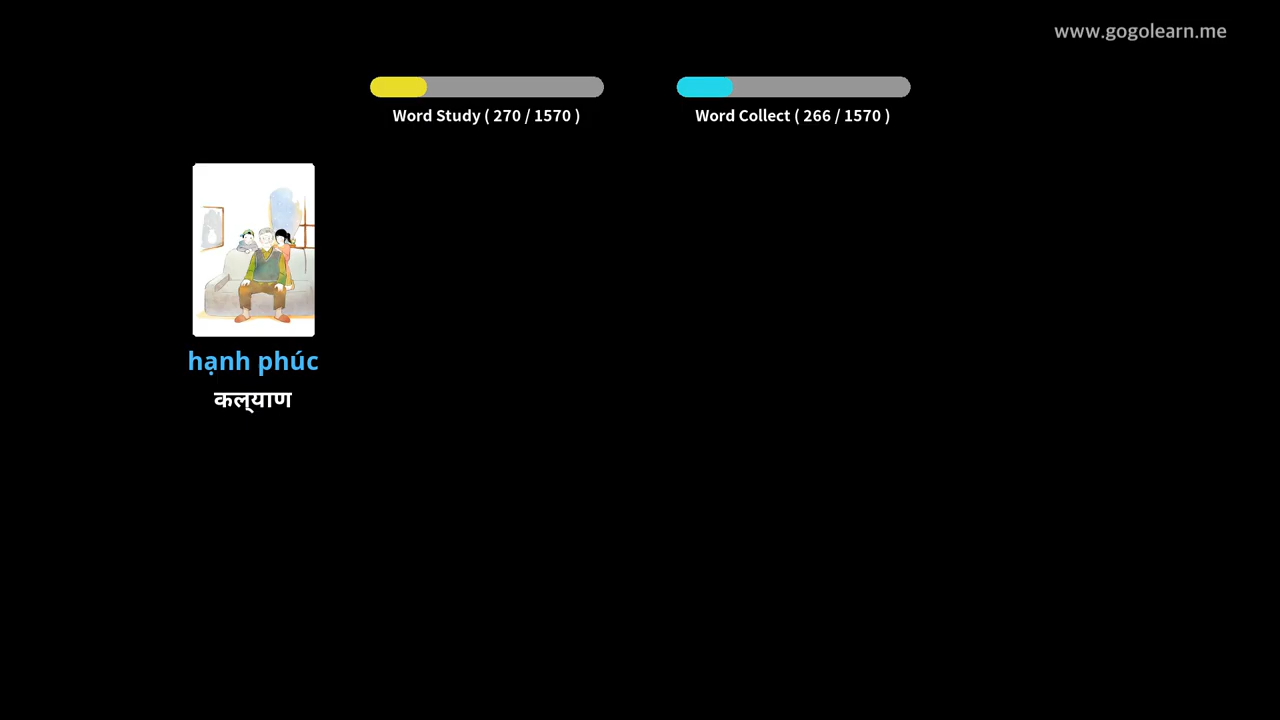 www.gogolearn.me
Word Study ( 270 / 1570 )
Word Collect ( 266 / 1570 )
hạnh phúc
कल्याण